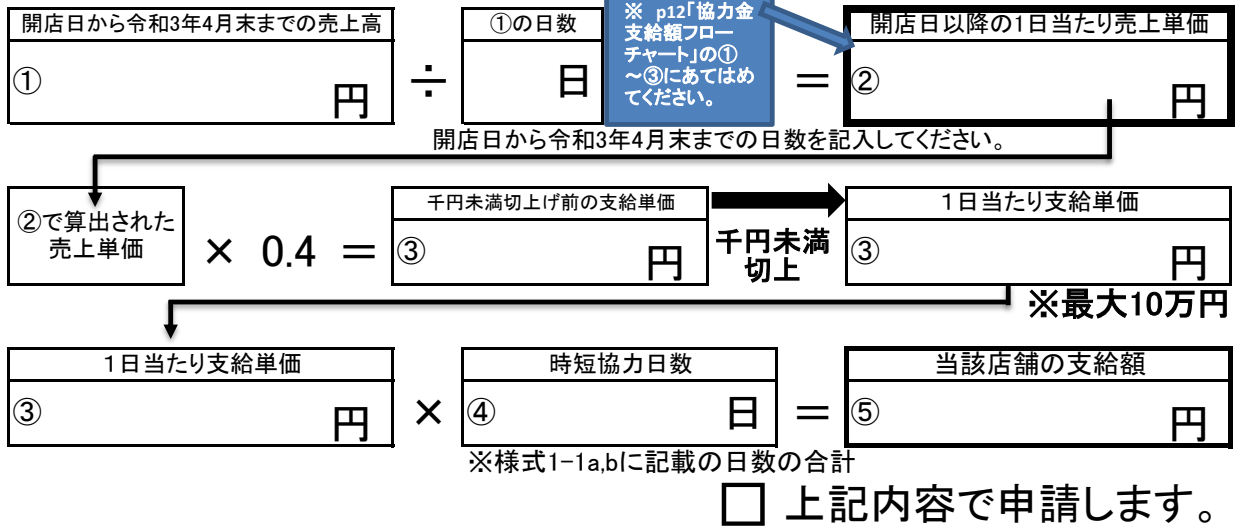 開店日から令和3年4月末までの売上高
①
円
÷
①の日数
日
※ p12「協力金
支給額フロー
チャート」の①
~③にあてはめ
てください。
=
開店日以降の1日当たり売上単価
②
円
開店日から令和3年4月末までの日数を記入してください。
②で算出された
売上単価
× 0.4 =
千円未満切上げ前の支給単価
③
円
千円未満
切上
1日当たり支給単価
③
円
※最大10万円
1日当たり支給単価
③
円
×
時短協力日数
④
日
=
当該店舗の支給額
⑤
円
※様式1-1a,bに記載の日数の合計
□ 上記内容で申請します。